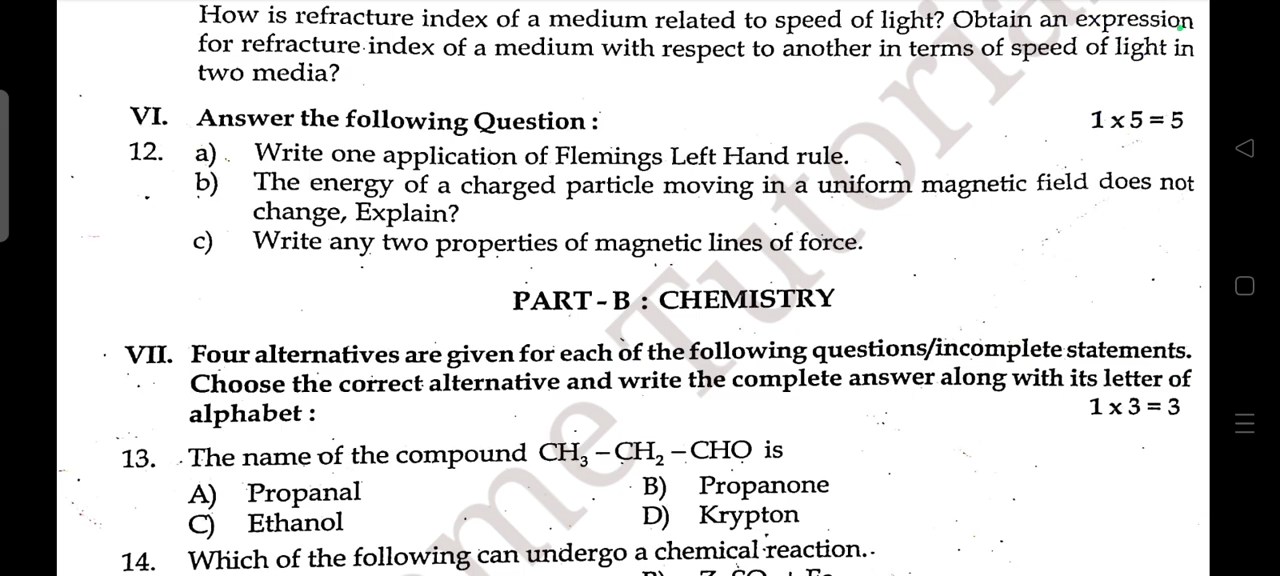 How is refracture index of a medium related to speed of light? Obtain an expression
for refracture index of a medium with respect to another in terms of speed of light in
two media?
VI. Answer the following Question : 1 x 5 = 5
12. a) Write one application of Flemings Left Hand rule.
b) The energy of a charged particle moving in a uniform magnetic field does not
change, Explain?
c) Write any two properties of magnetic lines of force.
PART - B : CHEMISTRY
VII. Four alternatives are given for each of the following questions/incomplete statements.
Choose the correct alternative and write the complete answer along with its letter of
alphabet : 1 x 3 = 3
13. The name of the compound CH₃ – CH₂ – CHO is
A) Propanal B) Propanone
C) Ethanol D) Krypton
14. Which of the following can undergo a chemical reaction.